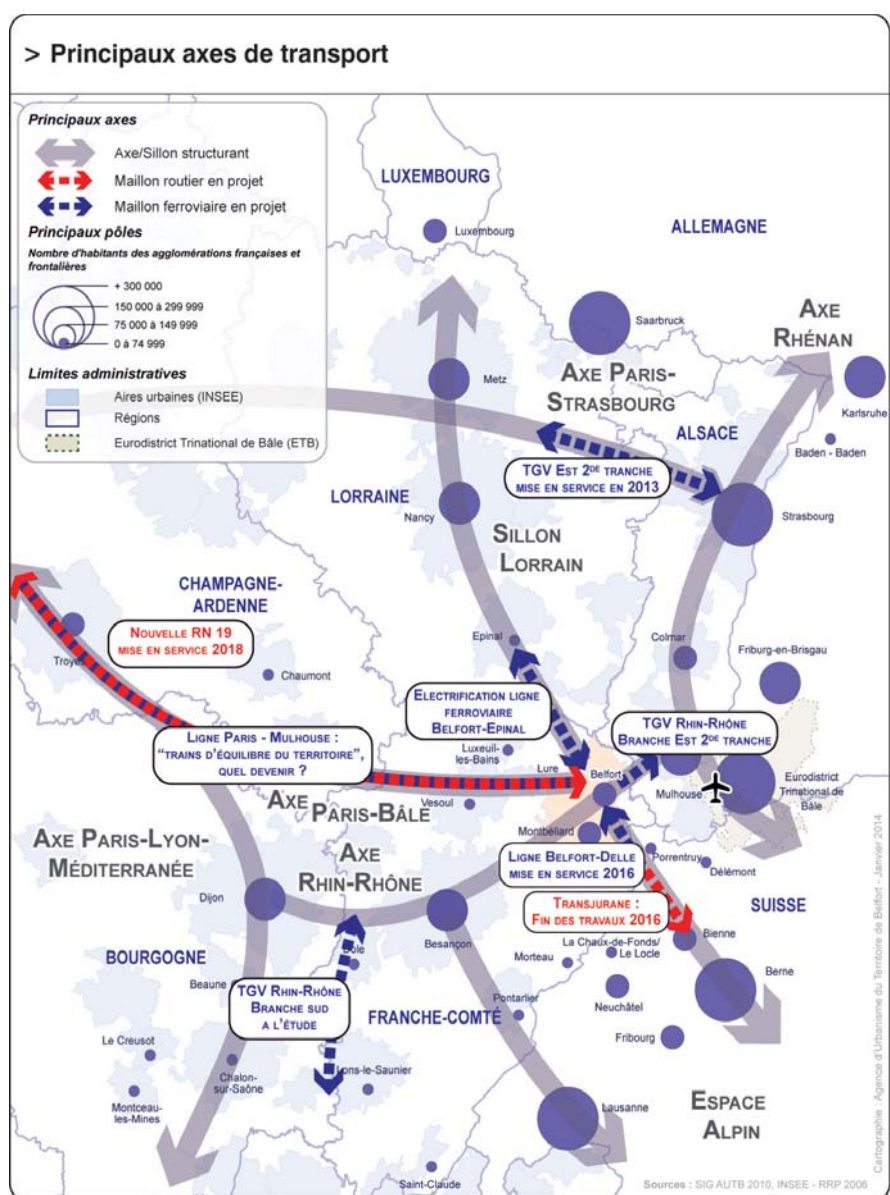 > Principaux axes de transport
Principaux axes
Axe/Sillon structurant
Maillon routier en projet
Maillon ferroviaire en projet
Principaux pôles
Nombre d'habitants des agglomérations françaises et
frontalières
+ 300 000
150 000 à 299 999
75 000 à 149 999
0 à 74 999
Limites administratives
Aires urbaines (INSEE)
Régions
Eurodistrict Trinational de Bâle (ETB)
LUXEMBOURG
Luxembourg
ALLEMAGNE
Saarbruck
AXE
RHÉNAN
Metz
AXE PARIS-
STRASBOURG
Karlsruhe
ALSACE
Baden - Baden
TGV EST 2DE TRANCHE
MISE EN SERVICE EN 2013
LORRAINE
Nancy
Strasbourg
SILLON
LORRAIN
CHAMPAGNE-
ARDENNE
NOUVELLE RN 19
MISE EN SERVICE 2018
Troyes
Chaumont
Epinal
Colmar
Friburg-en-Brisgau
ELECTRIFICATION LIGNE
FERROVIAIRE
BELFORT-EPINAL
TGV RHIN-RHÔNE
BRANCHE EST 2DE TRANCHE
LIGNE PARIS - MULHOUSE :
"TRAINS D'ÉQUILIBRE DU TERRITOIRE",
QUEL DEVENIR ?
Luxeuil-
les-Bains
Lure
Belfort
Mulhouse
Eurodistrict
Trinational de
Bâle
Vesoul
AXE
PARIS-BÂLE
Montbéliard
AXE PARIS-LYON-
MÉDITERRANÉE
AXE
RHIN-RHÔNE
LIGNE BELFORT-DELLE
MISE EN SERVICE 2016
Porrentruy
Délémont
TRANSJURANE :
FIN DES TRAVAUX 2016
SUISSE
Dijon
Besançon
Bienne
La Chaux-de-Fonds/
Le Locle
Morteau
Berne
BOURGOGNE
Dole
Beaune
TGV RHIN-RHÔNE
BRANCHE SUD
A L'ÉTUDE
Neuchâtel
Pontarlier
FRANCHE-COMTÉ
Fribourg
Le Creusot
Chalon-
sur-Saône
Lons-le-Saunier
Montceau-
les-Mines
Lausanne
ESPACE
ALPIN
Saint-Claude
Sources : SIG AUTB 2010, INSEE - RRP 2006
Cartographie : Agence d'Urbanisme du Territoire de Belfort - Janvier 2014